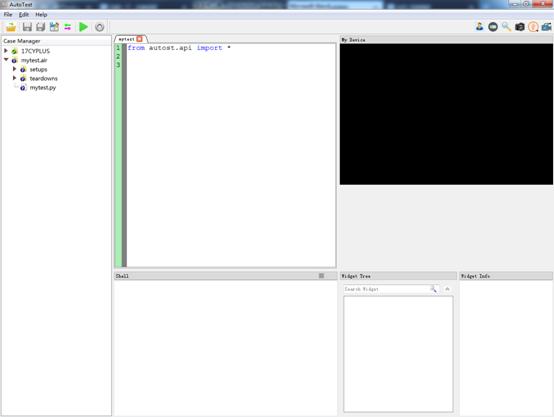 AutoTest
File Edit Help
Case Manager
17CYPLUS
mytest.air
setups
teardowns
mytest.py
mytest
1 from autost.api import *
2
3
My Device
Shell
Widget Tree
Search Widget
Widget Info